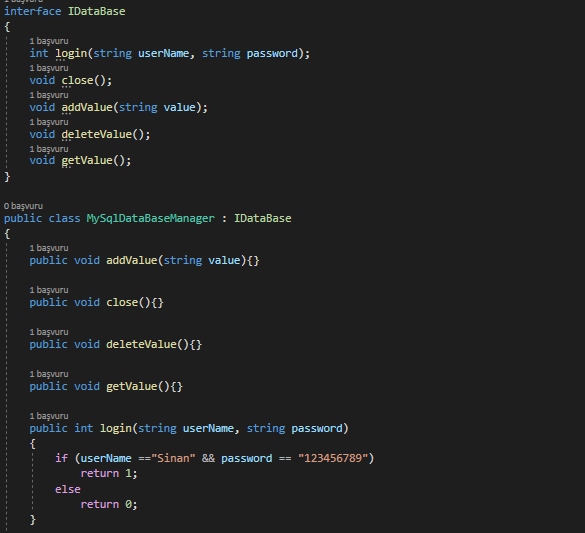 1 başvuru
interface IDataBase
{
1 başvuru
int login(string userName, string password);
1 başvuru
void close();
1 başvuru
void addValue(string value);
1 başvuru
void deleteValue();
1 başvuru
void getValue();
}
0 başvuru
public class MySqlDataBaseManager : IDataBase
{
1 başvuru
public void addValue(string value){}
1 başvuru
public void close(){}
1 başvuru
public void deleteValue(){}
1 başvuru
public void getValue(){}
1 başvuru
public int login(string userName, string password)
{
if (userName =="Sinan" && password == "123456789")
return 1;
else
return 0;
}